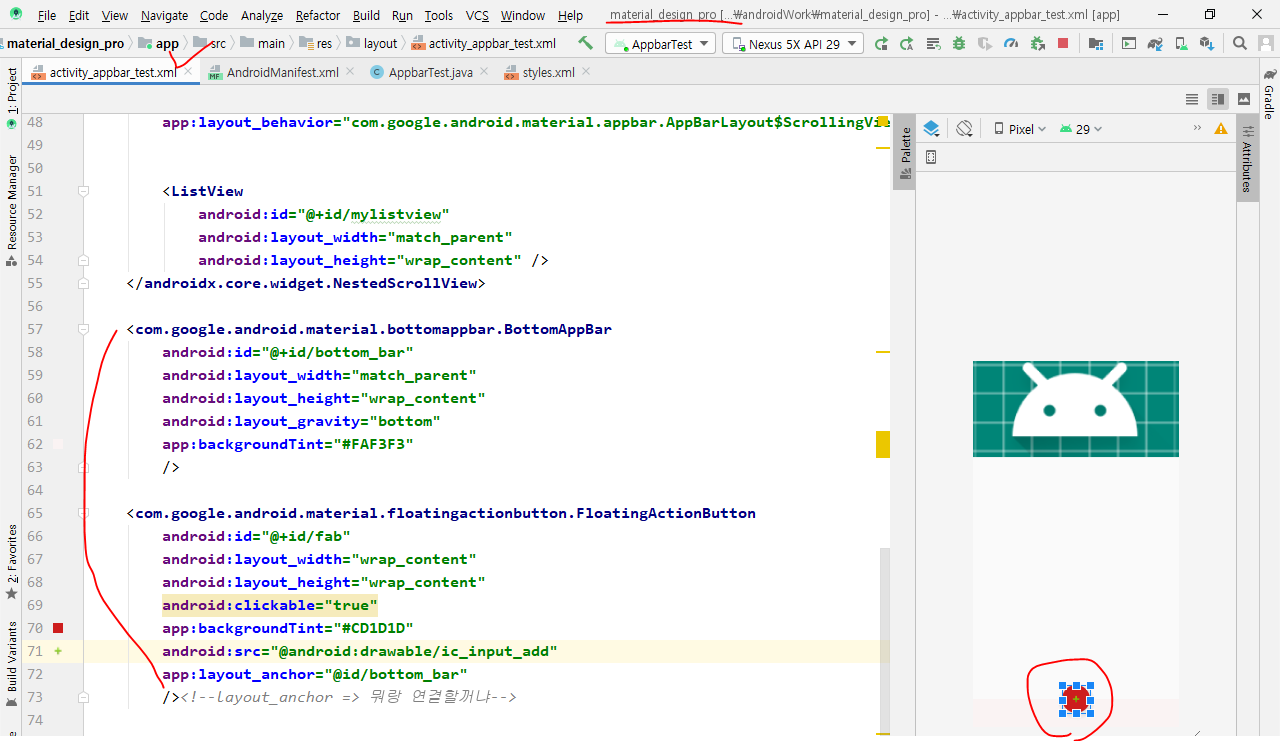 File Edit View Navigate Code Analyze Refactor Build Run Tools VCS Window Help material_design_pro [...₩androidWork₩material_design_pro] - ...₩activity_appbar_test.xml [app]
material_design_pro app src main res layout activity_appbar_test.xml AppbarTest Nexus 5X API 29
activity_appbar_test.xml AndroidManifest.xml AppbarTest.java styles.xml
1: Project
Resource Manager
2: Favorites
Build Variants
Gradle
Palette
Pixel 29
Attributes
48 app:layout_behavior="com.google.android.material.appbar.AppBarLayout$ScrollingVie
49
50
51 <ListView
52 android:id="@+id/mylistview"
53 android:layout_width="match_parent"
54 android:layout_height="wrap_content" />
55 </androidx.core.widget.NestedScrollView>
56
57 <com.google.android.material.bottomappbar.BottomAppBar
58 android:id="@+id/bottom_bar"
59 android:layout_width="match_parent"
60 android:layout_height="wrap_content"
61 android:layout_gravity="bottom"
62 app:backgroundTint="#FAF3F3"
63 />
64
65 <com.google.android.material.floatingactionbutton.FloatingActionButton
66 android:id="@+id/fab"
67 android:layout_width="wrap_content"
68 android:layout_height="wrap_content"
69 android:clickable="true"
70 app:backgroundTint="#CD1D1D"
71 android:src="@android:drawable/ic_input_add"
72 app:layout_anchor="@id/bottom_bar"
73 /><!--layout_anchor => 뭐랑 연결할꺼냐-->
74